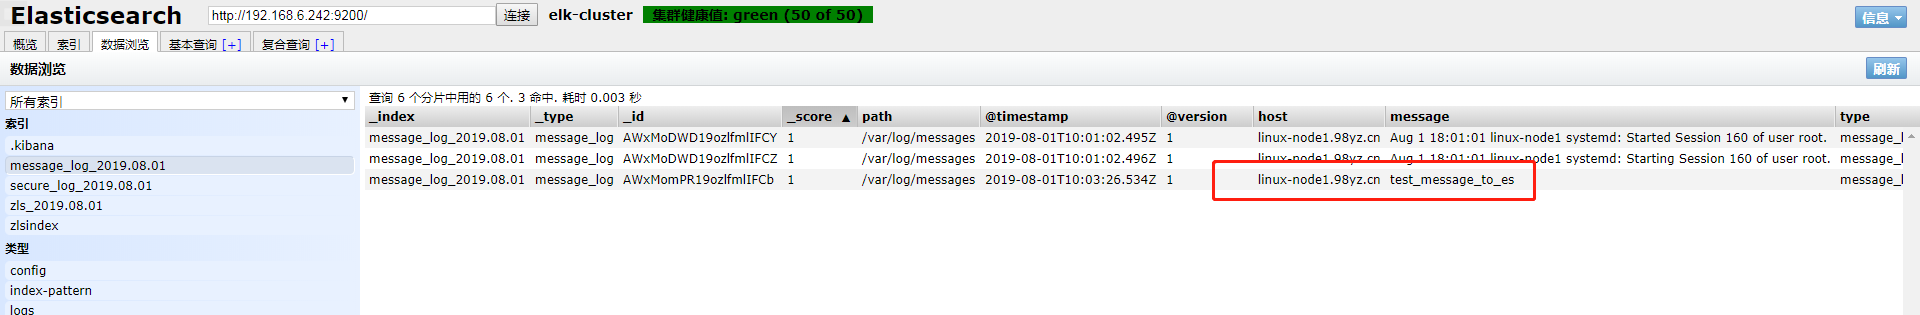 Elasticsearch http://192.168.6.242:9200/ 连接 elk-cluster 集群健康值: green (50 of 50) 信息
概览 索引 数据浏览 基本查询 [+] 复合查询 [+]
数据浏览 刷新
所有索引
索引
.kibana
message_log_2019.08.01
secure_log_2019.08.01
zls_2019.08.01
zlsindex
类型
config
index-pattern
logs
查询 6 个分片中用的 6 个. 3 命中. 耗时 0.003 秒
_index _type _id _score ▲ path @timestamp @version host message type
message_log_2019.08.01 message_log AWxMoDWD19ozlfmlIFCY 1 /var/log/messages 2019-08-01T10:01:02.495Z 1 linux-node1.98yz.cn Aug 1 18:01:01 linux-node1 systemd: Started Session 160 of user root. message_l
message_log_2019.08.01 message_log AWxMoDWD19ozlfmlIFCZ 1 /var/log/messages 2019-08-01T10:01:02.496Z 1 linux-node1.98yz.cn Aug 1 18:01:01 linux-node1 systemd: Starting Session 160 of user root. message_l
message_log_2019.08.01 message_log AWxMomPR19ozlfmlIFCb 1 /var/log/messages 2019-08-01T10:03:26.534Z 1 linux-node1.98yz.cn test_message_to_es message_l